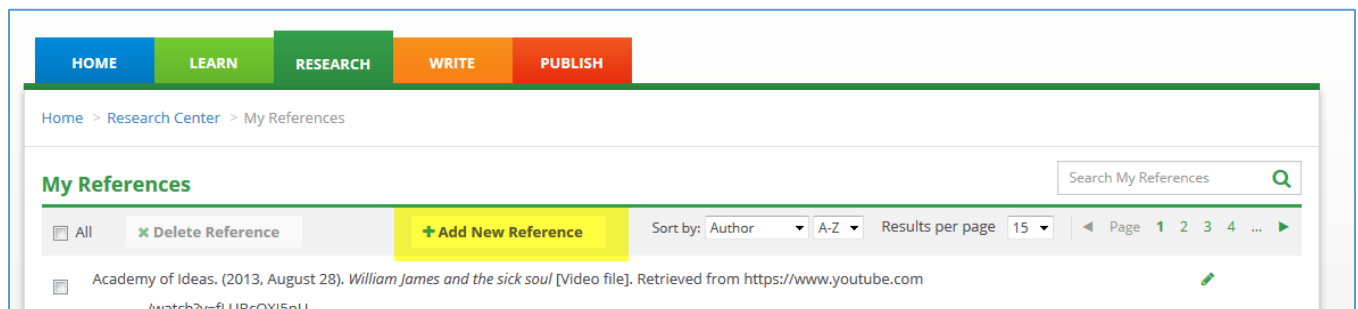 HOME LEARN RESEARCH WRITE PUBLISH
Home > Research Center > My References
My References
Search My References
All
Delete Reference
Add New Reference
Sort by: Author A-Z Results per page 15 Page 1 2 3 4 ...
Academy of Ideas. (2013, August 28). William James and the sick soul [Video file]. Retrieved from https://www.youtube.com